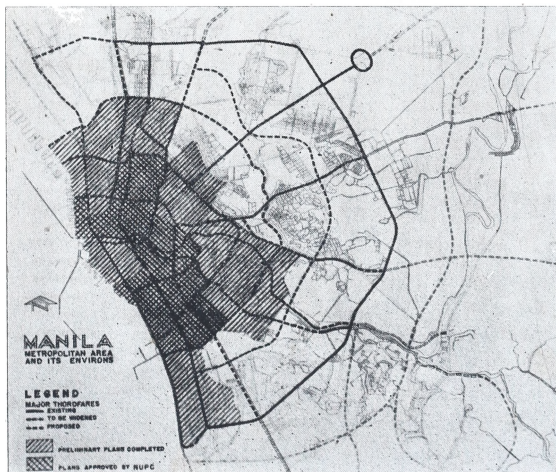 MANILA
METROPOLITAN AREA
AND ITS ENVIRONS
LEGEND
MAJOR THOROFARES
EXISTING
TO BE WIDENED
PROPOSED
PRELIMINARY PLANS COMPLETED
PLANS APPROVED BY NUPC